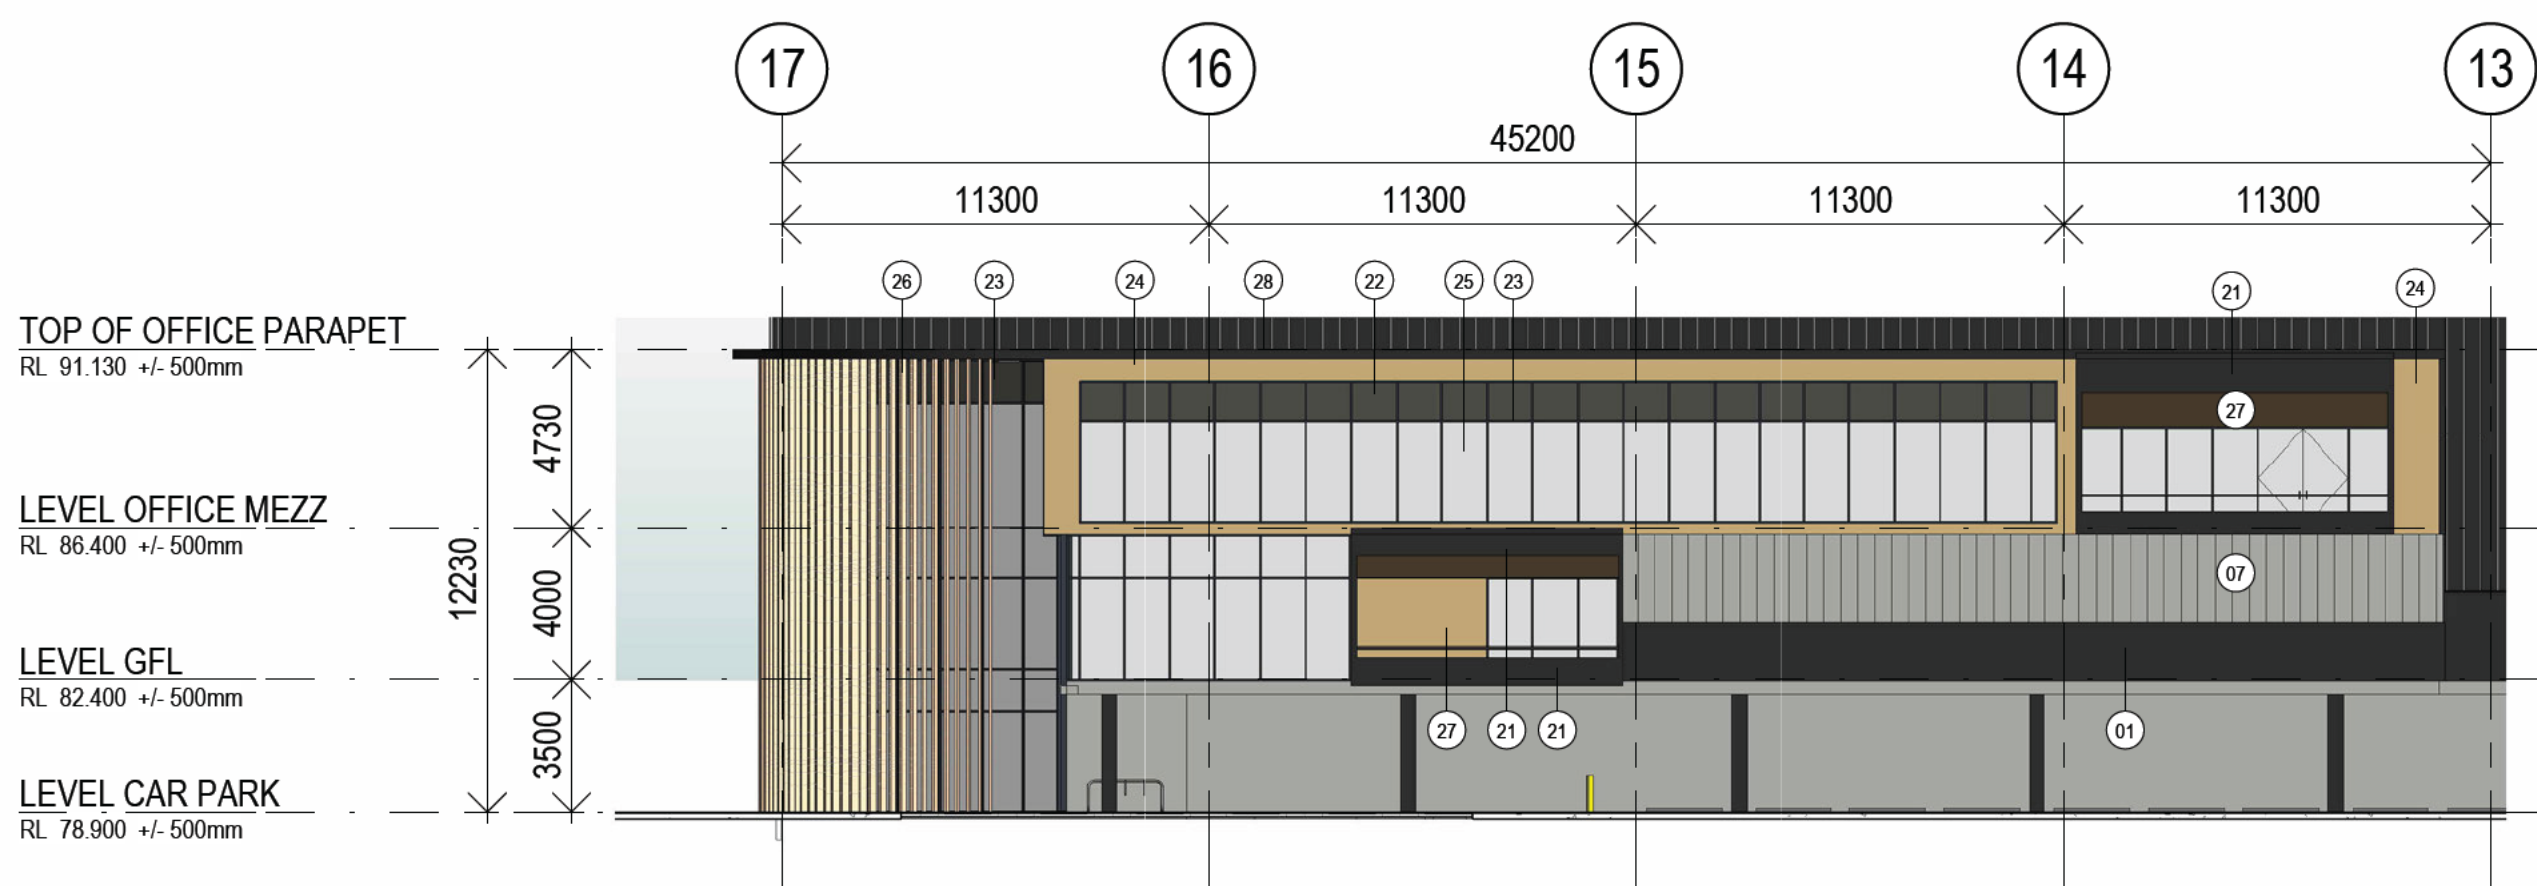 17 16 15 14 13
45200
11300 11300 11300 11300
26 23 24 28 22 25 23 21 24
TOP OF OFFICE PARAPET
RL 91.130 +/- 500mm
27
4730
LEVEL OFFICE MEZZ
RL 86.400 +/- 500mm
12230
4000
07
LEVEL GFL
RL 82.400 +/- 500mm
3500
27 21 21 01
LEVEL CAR PARK
RL 78.900 +/- 500mm